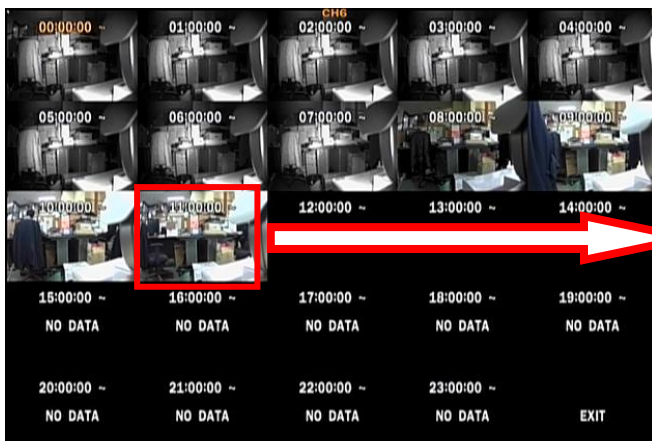 CH6
00:00:00 ~ 01:00:00 ~ 02:00:00 ~ 03:00:00 ~ 04:00:00 ~
05:00:00 ~ 06:00:00 ~ 07:00:00 ~ 08:00:00 ~ 09:00:00 ~
10:00:00 ~ 11:00:00 ~ 12:00:00 ~ 13:00:00 ~ 14:00:00 ~
15:00:00 ~ 16:00:00 ~ 17:00:00 ~ 18:00:00 ~ 19:00:00 ~
NO DATA NO DATA NO DATA NO DATA NO DATA
20:00:00 ~ 21:00:00 ~ 22:00:00 ~ 23:00:00 ~
NO DATA NO DATA NO DATA NO DATA EXIT